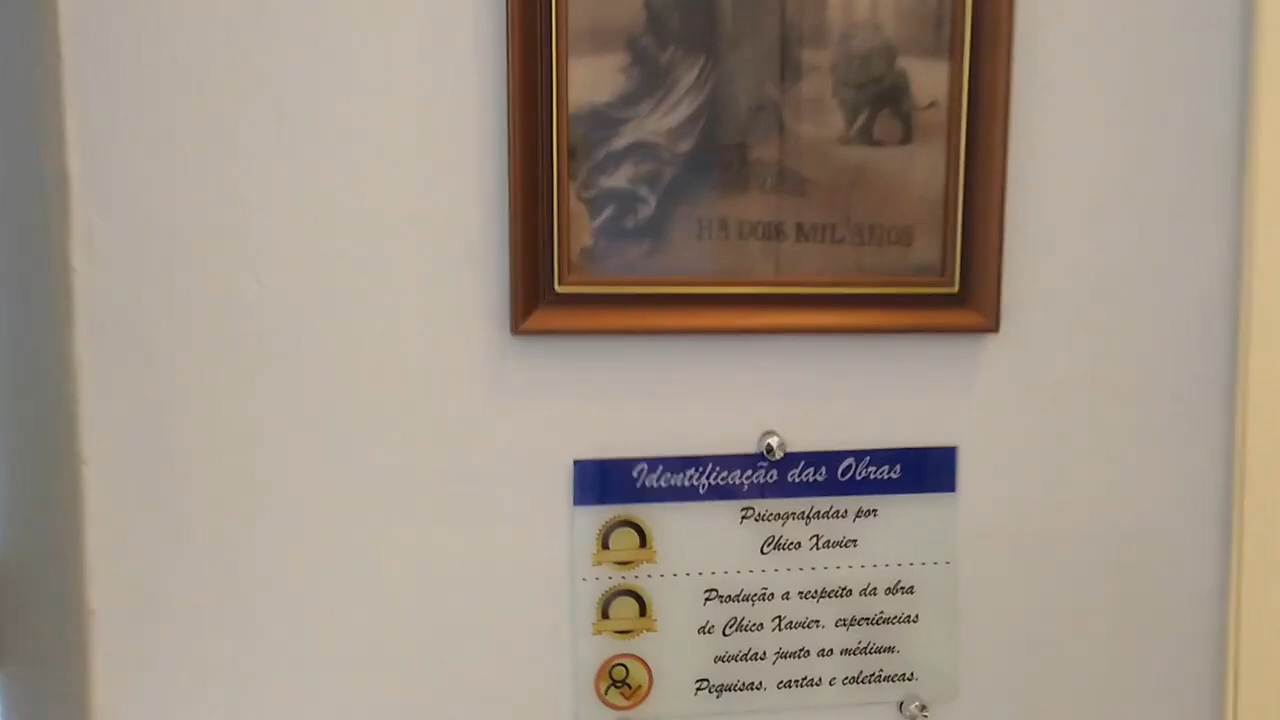 HÁ DOIS MIL ANOS
Identificação das Obras
Psicografadas por
Chico Xavier
Produção a respeito da obra
de Chico Xavier, experiências
vividas junto ao médium.
Pequisas, cartas e coletâneas.